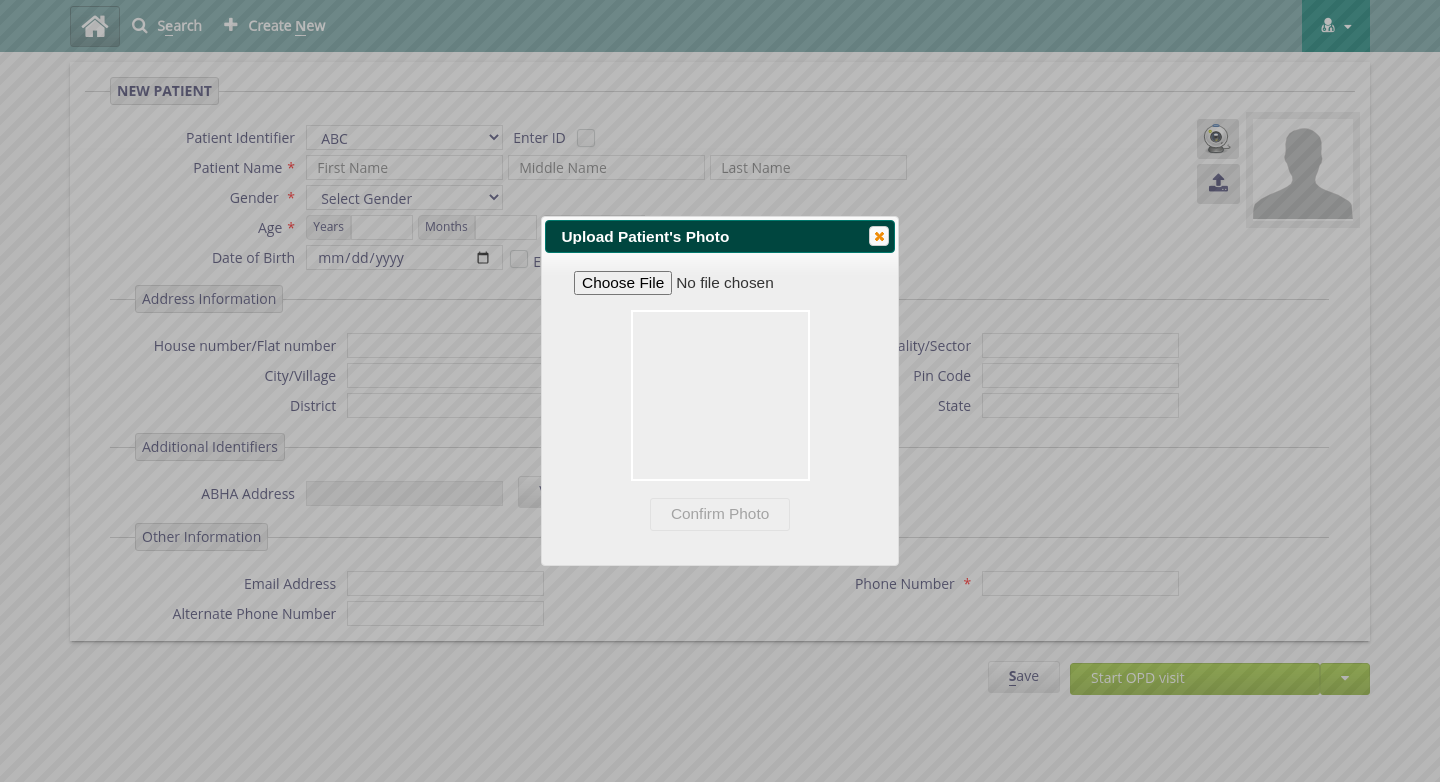 Search Create New
NEW PATIENT
Patient Identifier ABC Enter ID
Patient Name * First Name Middle Name Last Name
Gender * Select Gender
Age * Years Months
Upload Patient's Photo
Date of Birth mm/dd/yyyy E
Choose File No file chosen
Address Information
House number/Flat number ality/Sector
City/Village Pin Code
District State
Additional Identifiers
ABHA Address
Confirm Photo
Other Information
Email Address Phone Number *
Alternate Phone Number
Save Start OPD visit